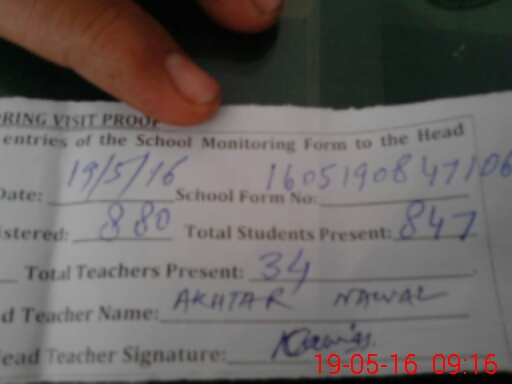 RING VISIT PROOF
entries of the School Monitoring Form to the Head
Date: 19/5/16 School Form No: 1605190847106
istered: 880 Total Students Present: 847
Total Teachers Present: 34
d Teacher Name: AKHTAR NAWAZ
ead Teacher Signature:
19-05-16 09:16